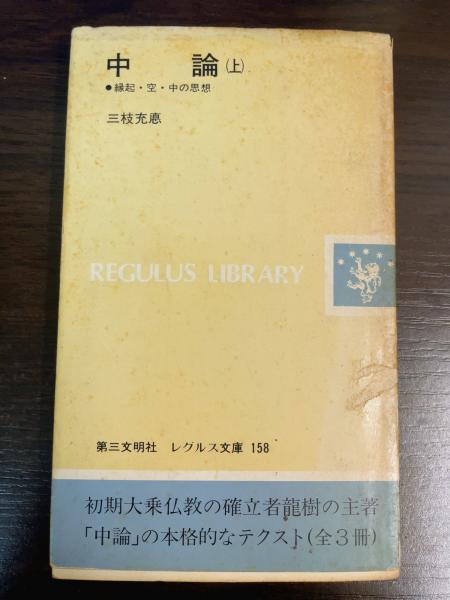 中論(上)
●縁起・空・中の思想
三枝充悳
REGULUS LIBRARY
第三文明社 レグルス文庫 158
初期大乗仏教の確立者龍樹の主著
「中論」の本格的なテクスト(全3冊)